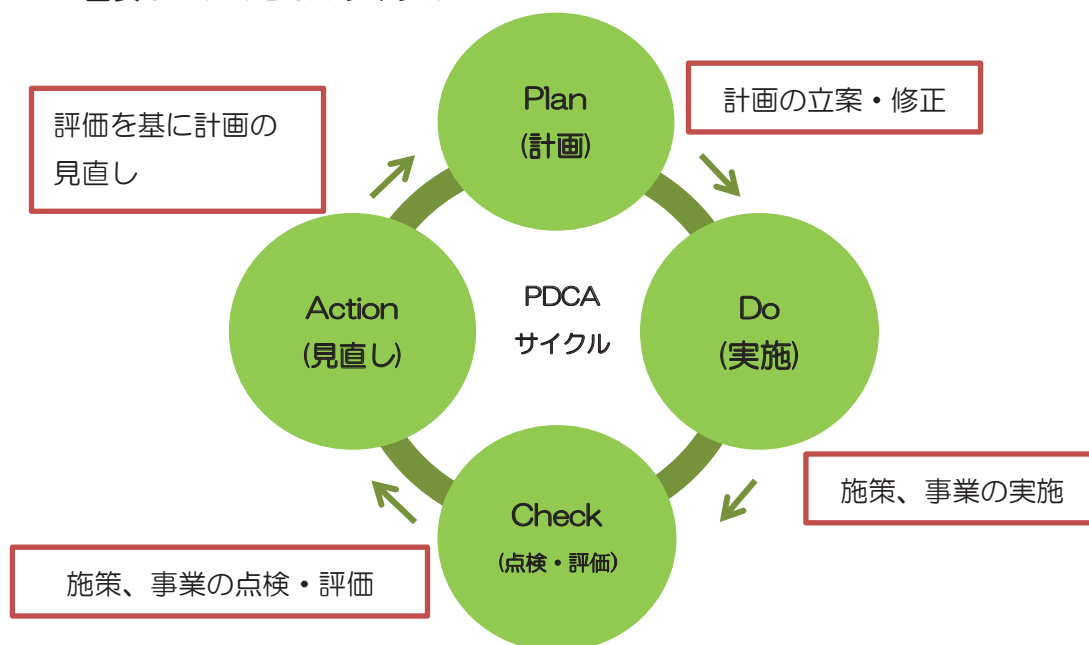 Plan
(計画)
計画の立案・修正
評価を基に計画の
見直し
Action
(見直し)
PDCA
サイクル
Do
(実施)
施策、事業の実施
Check
(点検・評価)
施策、事業の点検・評価